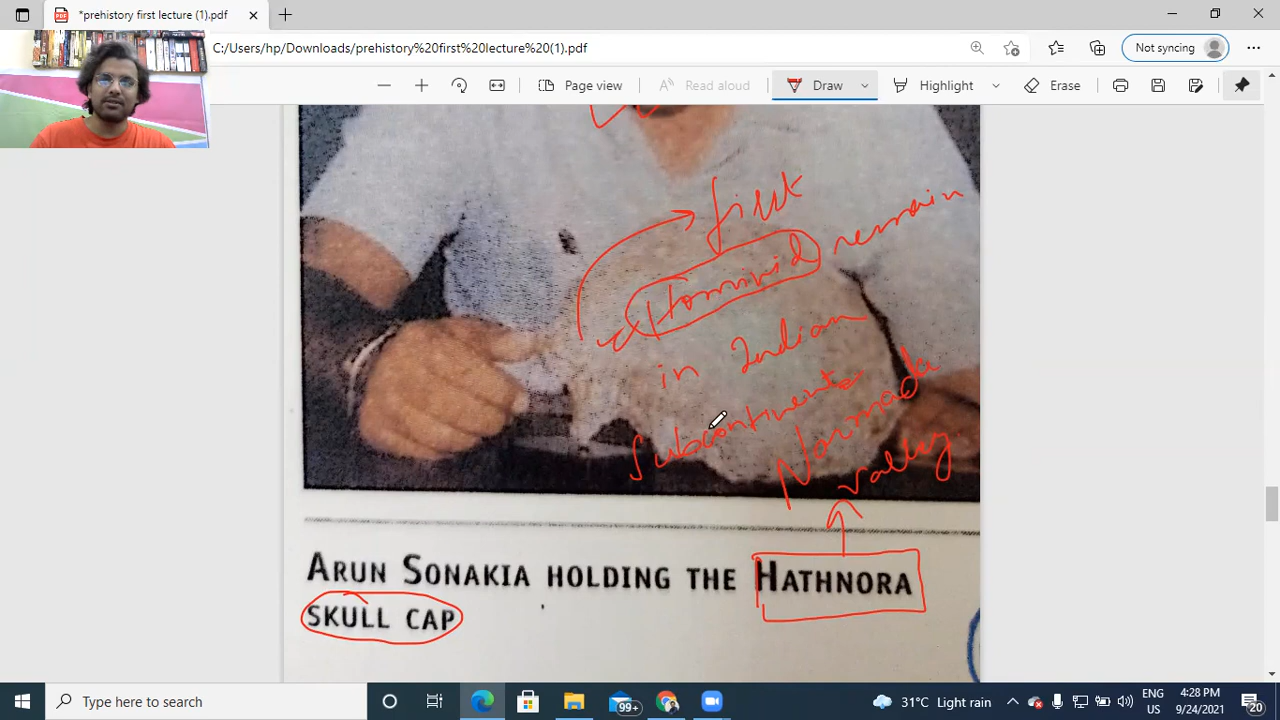 *prehistory first lecture (1).pdf
C:/Users/hp/Downloads/prehistory%20first%20lecture%20(1).pdf
Not syncing
Page view
Read aloud
Draw
Highlight
Erase
first
Hominid remain
in Indian
Subcontinents
Narmada
valley
ARUN SONAKIA HOLDING THE HATHNORA
SKULL CAP
Type here to search
99+
31°C Light rain
ENG
4:28 PM
IN
9/24/2021
20